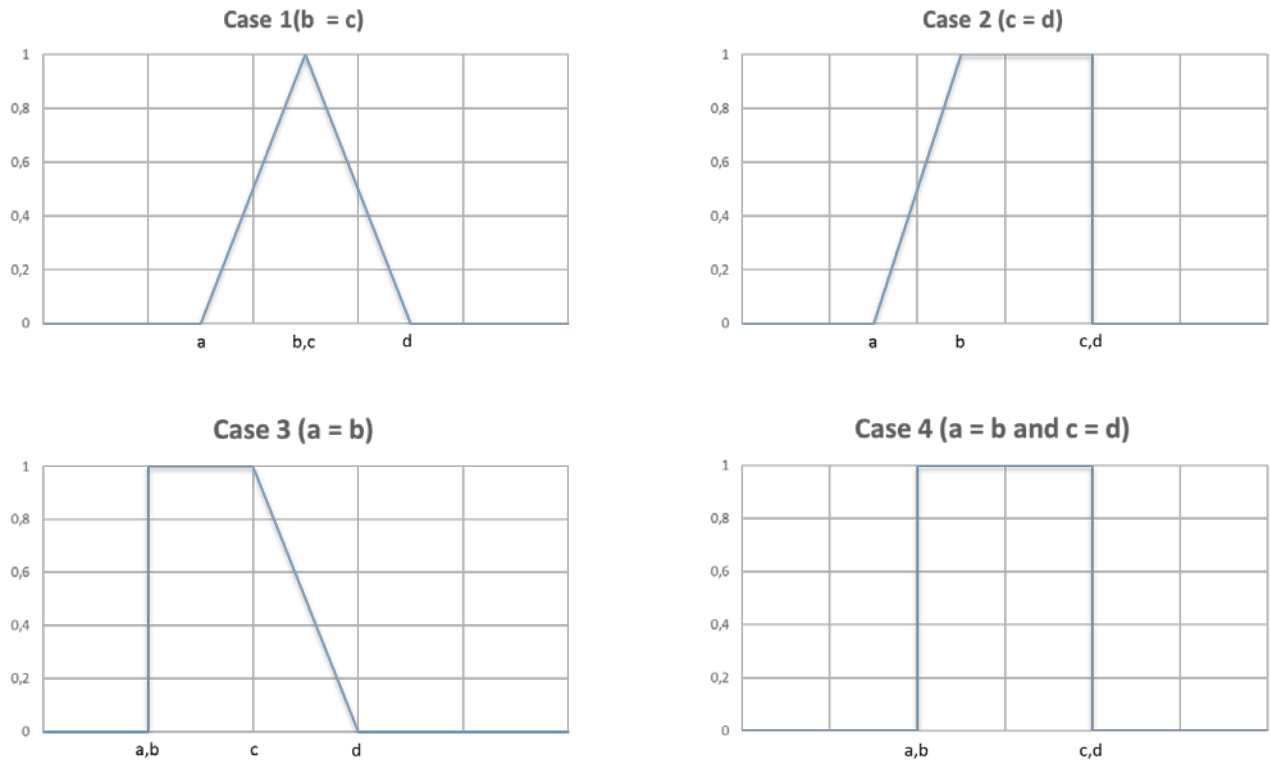 Case 1(b  = c)
1
0,8
0,6
0,4
0,2
0
a
b,c
d
Case 2 (c = d)
1
0,8
0,6
0,4
0,2
0
a
b
c,d
Case 3 (a = b)
1
0,8
0,6
0,4
0,2
0
a,b
c
d
Case 4 (a = b and c = d)
1
0,8
0,6
0,4
0,2
0
a,b
c,d